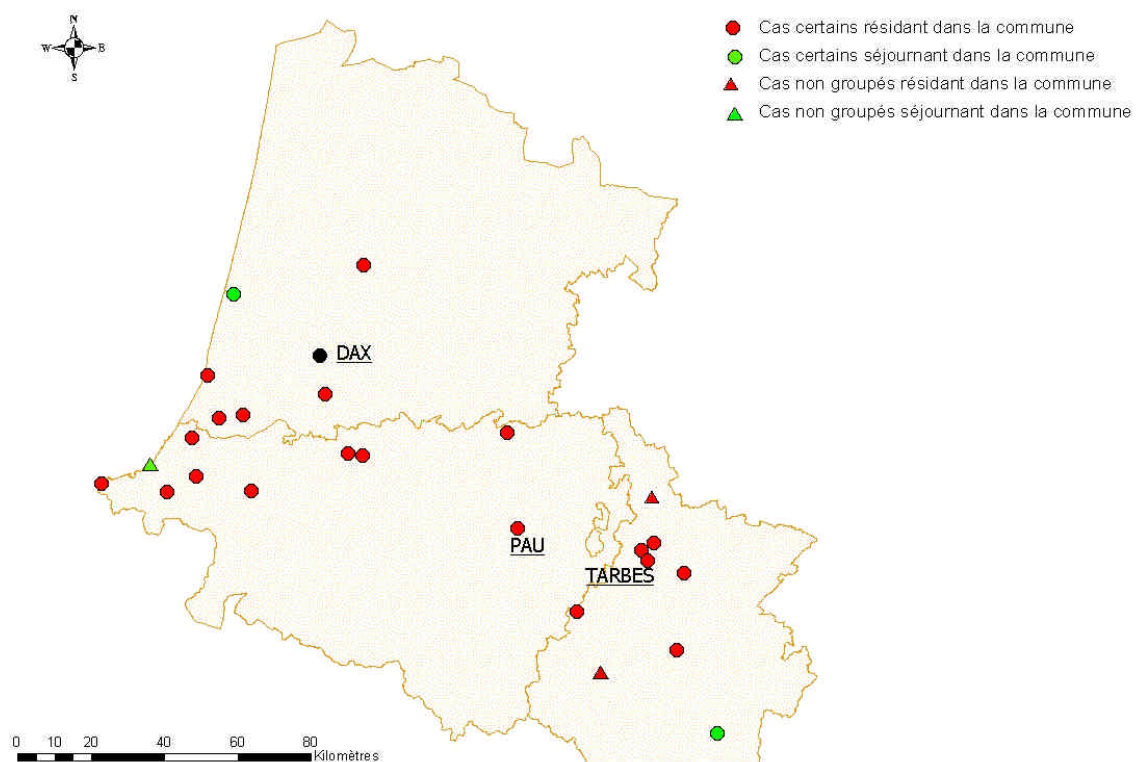 N
W E
S
Cas certains résidant dans la commune
Cas certains séjournant dans la commune
Cas non groupés résidant dans la commune
Cas non groupés séjournant dans la commune
DAX
PAU
TARBES
0 10 20 40 60 80
Kilomètres